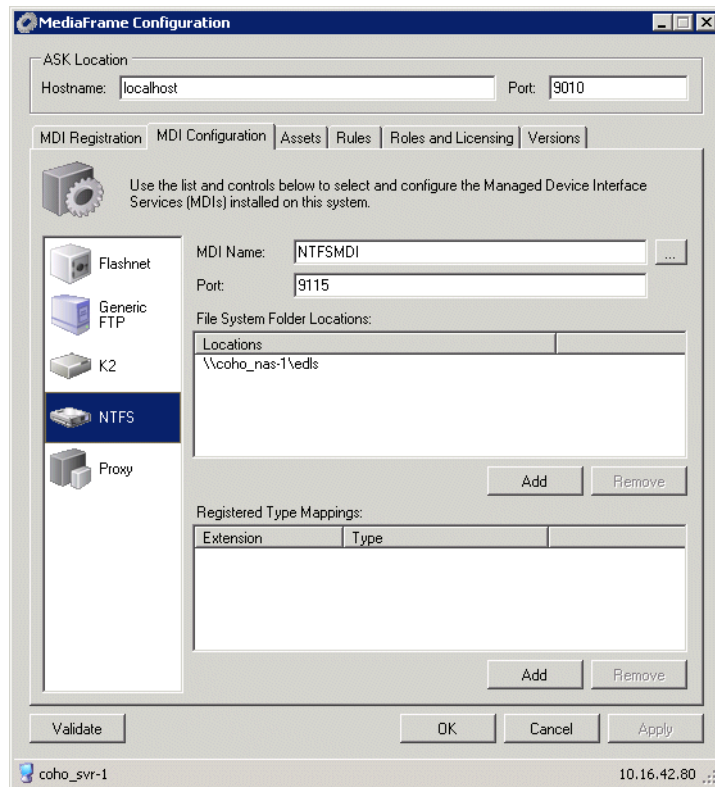 MediaFrame Configuration
ASK Location
Hostname: localhost Port: 9010
MDI Registration MDI Configuration Assets Rules Roles and Licensing Versions
Use the list and controls below to select and configure the Managed Device Interface
Services (MDIs) installed on this system.
Flashnet
Generic
FTP
K2
NTFS
Proxy
MDI Name: NTFSMDI ...
Port: 9115
File System Folder Locations:
Locations
\\coho_nas-1\edls
Add Remove
Registered Type Mappings:
Extension Type
Add Remove
Validate OK Cancel Apply
coho_svr-1 10.16.42.80